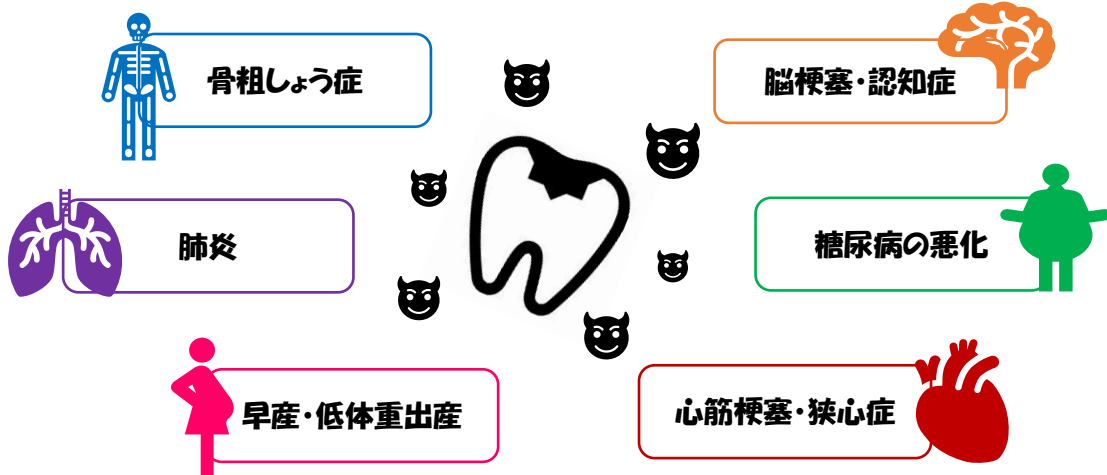 骨粗しょう症
脳梗塞・認知症
肺炎
糖尿病の悪化
早産・低体重出産
心筋梗塞・狭心症